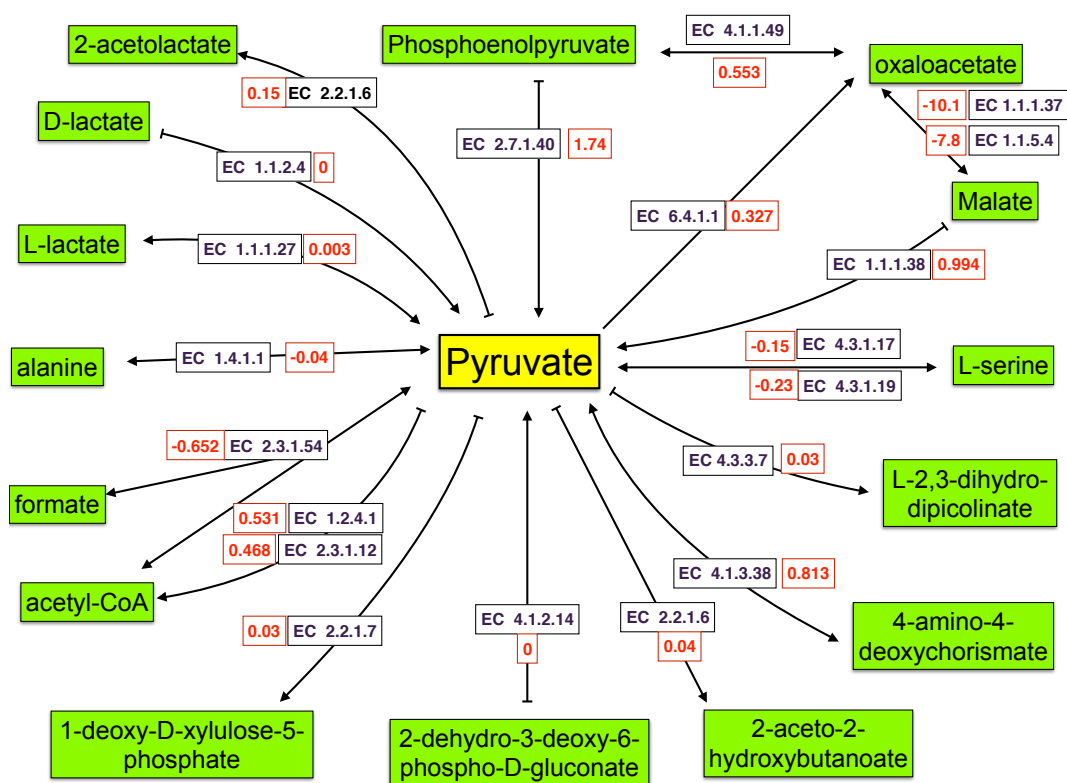 2-acetolactate
Phosphoenolpyruvate
EC 4.1.1.49
0.553
oxaloacetate
0.15 EC 2.2.1.6
-10.1 EC 1.1.1.37
-7.8 EC 1.1.5.4
D-lactate
EC 1.1.2.4 0
EC 2.7.1.40 1.74
Malate
L-lactate
EC 1.1.1.27 0.003
EC 6.4.1.1 0.327
EC 1.1.1.38 0.994
alanine
EC 1.4.1.1 -0.04
Pyruvate
-0.15 EC 4.3.1.17
-0.23 EC 4.3.1.19
L-serine
-0.652 EC 2.3.1.54
EC 4.3.3.7 0.03
formate
L-2,3-dihydro-
dipicolinate
0.531 EC 1.2.4.1
0.468 EC 2.3.1.12
acetyl-CoA
EC 4.1.3.38 0.813
0.03 EC 2.2.1.7
EC 4.1.2.14
0
EC 2.2.1.6
0.04
4-amino-4-
deoxychorismate
1-deoxy-D-xylulose-5-
phosphate
2-dehydro-3-deoxy-6-
phospho-D-gluconate
2-aceto-2-
hydroxybutanoate